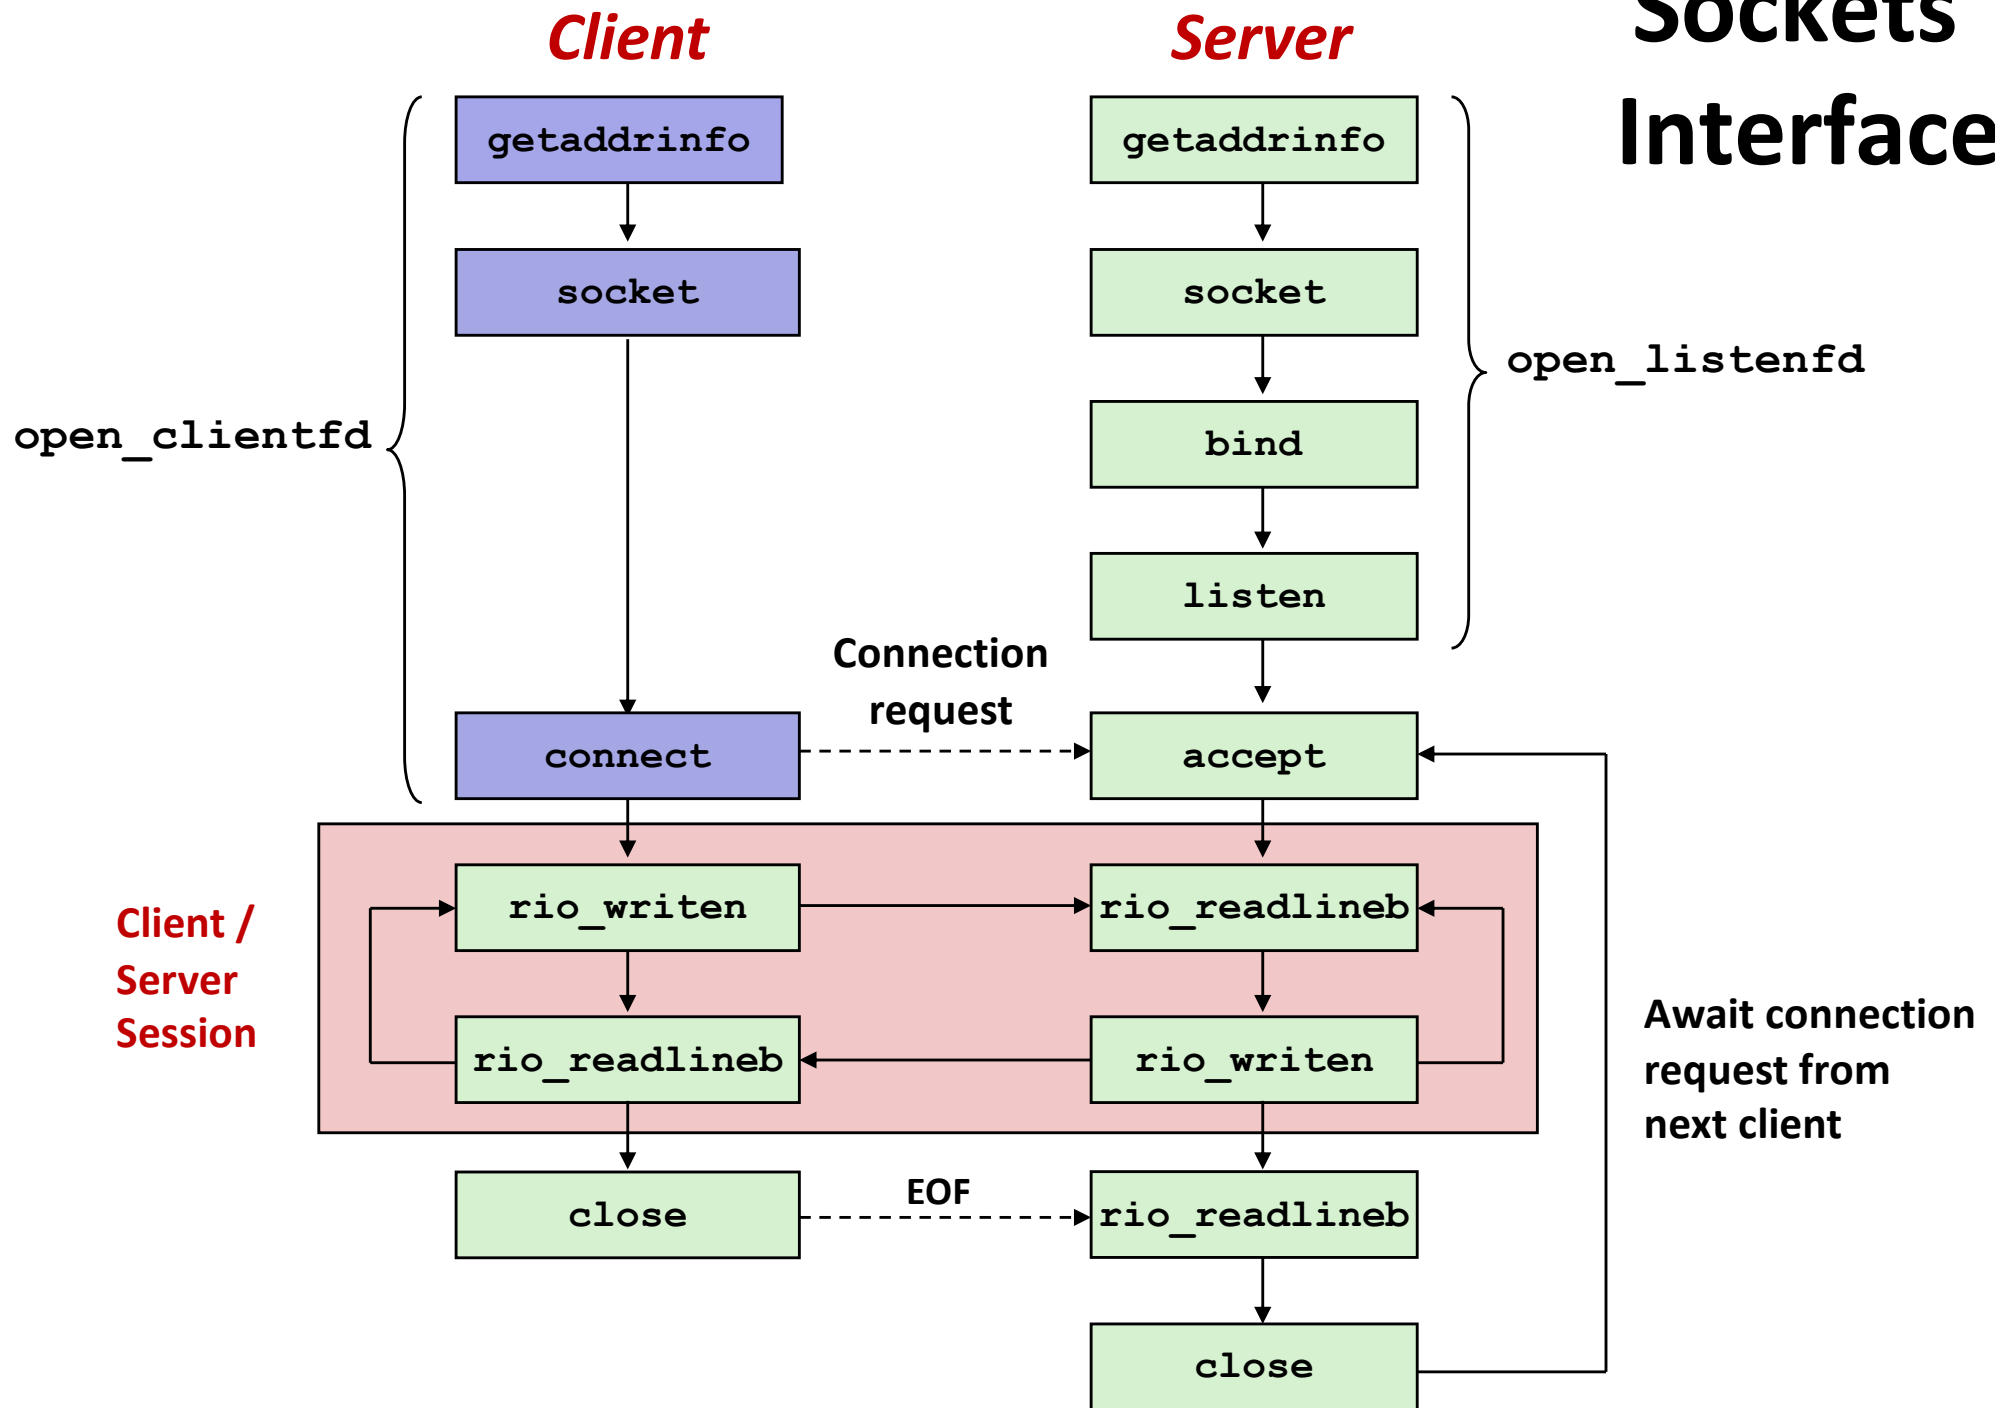 Sockets
Interface
Client
Server
getaddrinfo
getaddrinfo
socket
socket
open_listenfd
open_clientfd
bind
listen
Connection
request
connect
accept
Client /
Server
Session
rio_writen
rio_readlineb
rio_readlineb
rio_writen
Await connection
request from
next client
close
EOF
rio_readlineb
close